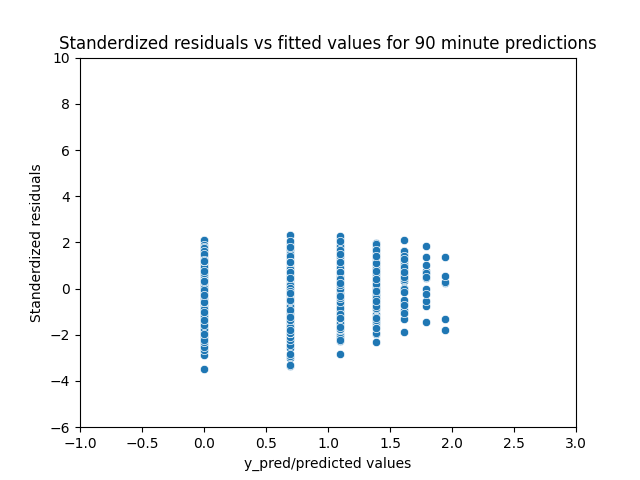 Standerdized residuals vs fitted values for 90 minute predictions
10
8
6
4
2
0
−2
−4
−6
Standerdized residuals
−1.0 −0.5 0.0 0.5 1.0 1.5 2.0 2.5 3.0
y_pred/predicted values